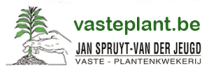 vasteplant.be
JAN SPRUYT-VAN DER JEUGD
VASTE - PLANTENKWEKERIJ